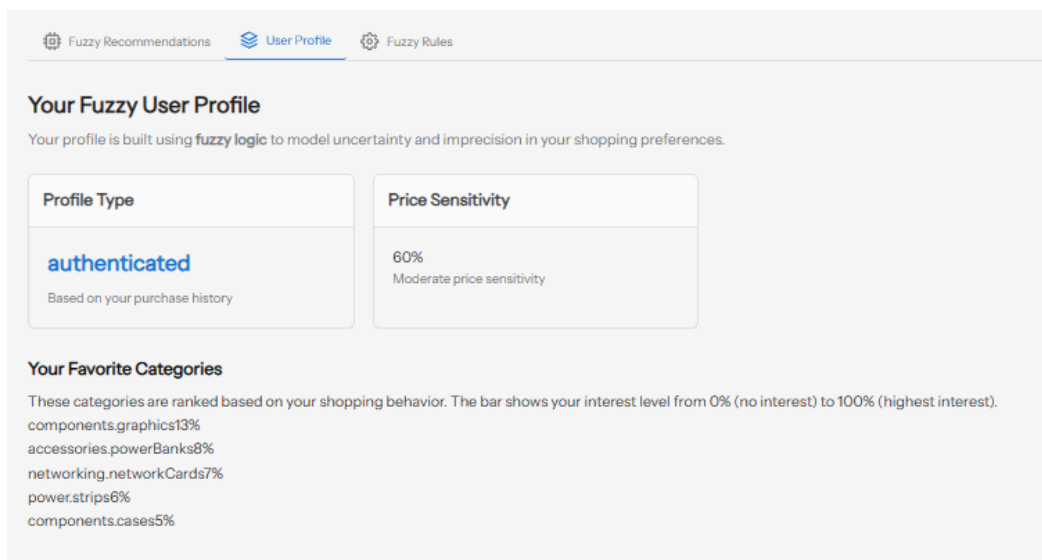 Fuzzy Recommendations User Profile Fuzzy Rules
Your Fuzzy User Profile
Your profile is built using fuzzy logic to model uncertainty and imprecision in your shopping preferences.
Profile Type
authenticated
Based on your purchase history
Price Sensitivity
60%
Moderate price sensitivity
Your Favorite Categories
These categories are ranked based on your shopping behavior. The bar shows your interest level from 0% (no interest) to 100% (highest interest).
components.graphics13%
accessories.powerBanks8%
networking.networkCards7%
power.strips6%
components.cases5%